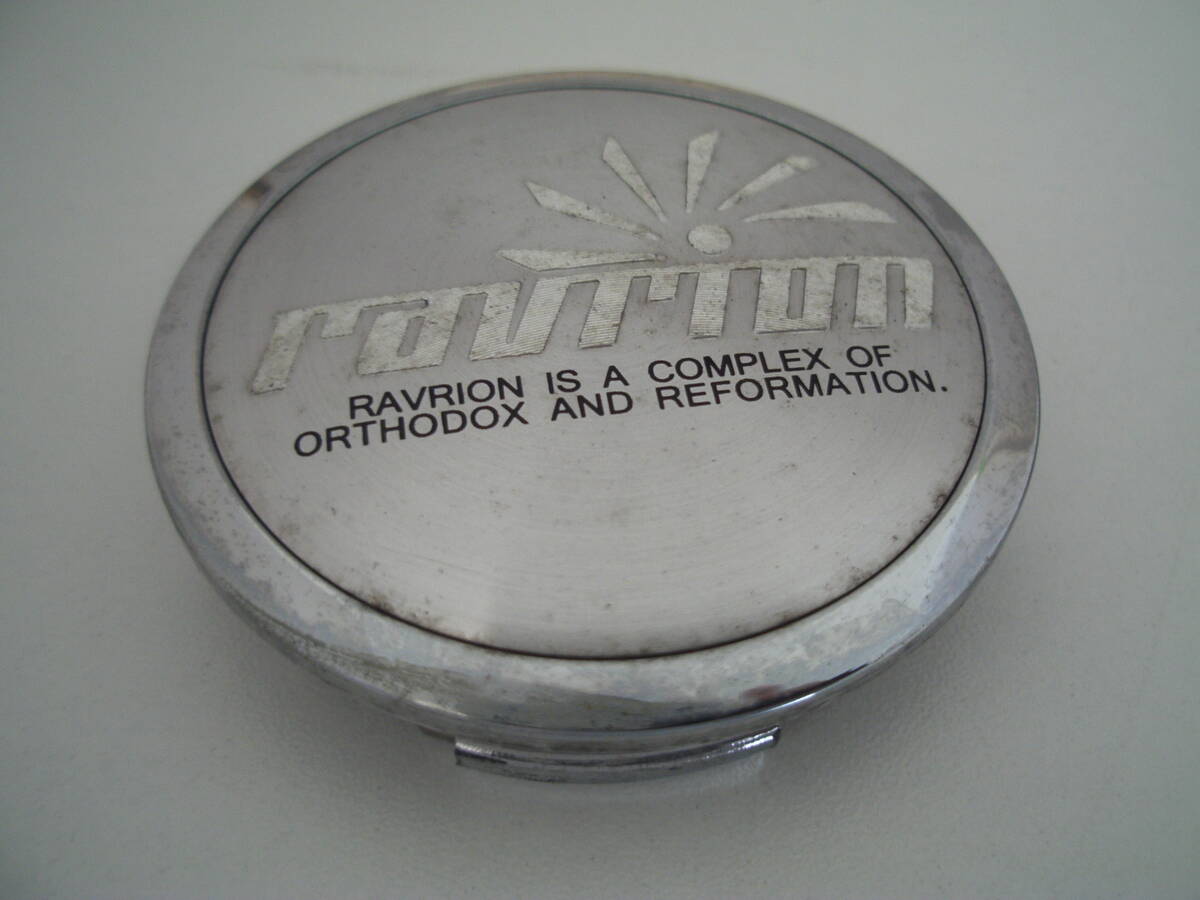 ravrion
RAVRION IS A COMPLEX OF
ORTHODOX AND REFORMATION.